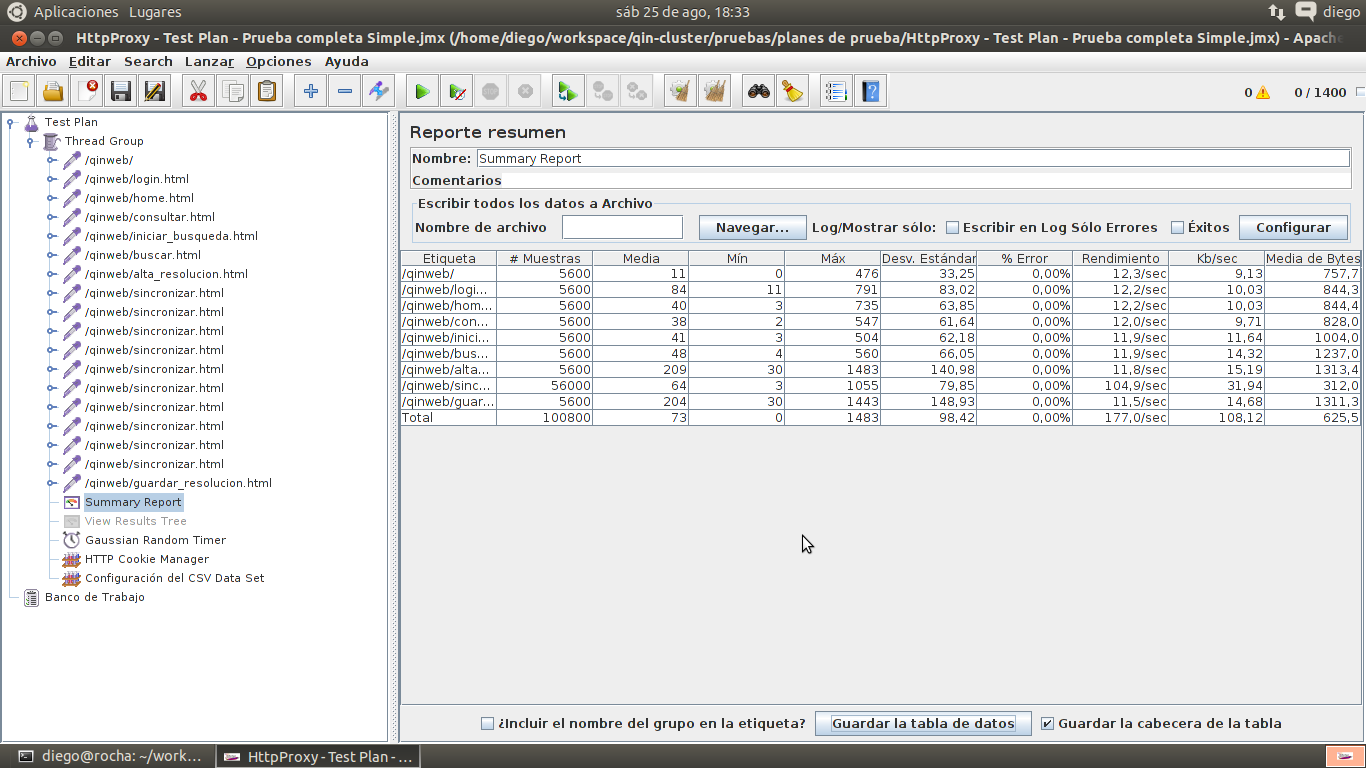 Aplicaciones Lugares sáb 25 de ago, 18:33 diego
HttpProxy - Test Plan - Prueba completa Simple.jmx (/home/diego/workspace/qin-cluster/pruebas/planes de prueba/HttpProxy - Test Plan - Prueba completa Simple.jmx) - Apache
Archivo Editar Search Lanzar Opciones Ayuda
0 0 / 1400
Test Plan
Thread Group
/qinweb/
/qinweb/login.html
/qinweb/home.html
/qinweb/consultar.html
/qinweb/iniciar_busqueda.html
/qinweb/buscar.html
/qinweb/alta_resolucion.html
/qinweb/sincronizar.html
/qinweb/sincronizar.html
/qinweb/sincronizar.html
/qinweb/sincronizar.html
/qinweb/sincronizar.html
/qinweb/sincronizar.html
/qinweb/sincronizar.html
/qinweb/sincronizar.html
/qinweb/sincronizar.html
/qinweb/sincronizar.html
/qinweb/guardar_resolucion.html
Summary Report
View Results Tree
Gaussian Random Timer
HTTP Cookie Manager
Configuración del CSV Data Set
Banco de Trabajo
Reporte resumen
Nombre: Summary Report
Comentarios
Escribir todos los datos a Archivo
Nombre de archivo Navegar... Log/Mostrar sólo: Escribir en Log Sólo Errores Éxitos Configurar
Etiqueta # Muestras Media Mín Máx Desv. Estándar % Error Rendimiento Kb/sec Media de Bytes
/qinweb/ 5600 11 0 476 33,25 0,00% 12,3/sec 9,13 757,7
/qinweb/logi... 5600 84 11 791 83,02 0,00% 12,2/sec 10,03 844,3
/qinweb/hom... 5600 40 3 735 63,85 0,00% 12,2/sec 10,03 844,4
/qinweb/con... 5600 38 2 547 61,64 0,00% 12,0/sec 9,71 828,0
/qinweb/inici... 5600 41 3 504 62,18 0,00% 11,9/sec 11,64 1004,0
/qinweb/bus... 5600 48 4 560 66,05 0,00% 11,9/sec 14,32 1237,0
/qinweb/alta... 5600 209 30 1483 140,98 0,00% 11,8/sec 15,19 1313,4
/qinweb/sinc... 56000 64 3 1055 79,85 0,00% 104,9/sec 31,94 312,0
/qinweb/guar... 5600 204 30 1443 148,93 0,00% 11,5/sec 14,68 1311,3
Total 100800 73 0 1483 98,42 0,00% 177,0/sec 108,12 625,5
¿Incluir el nombre del grupo en la etiqueta? Guardar la tabla de datos Guardar la cabecera de la tabla
diego@rocha: ~/work... HttpProxy - Test Plan - ...